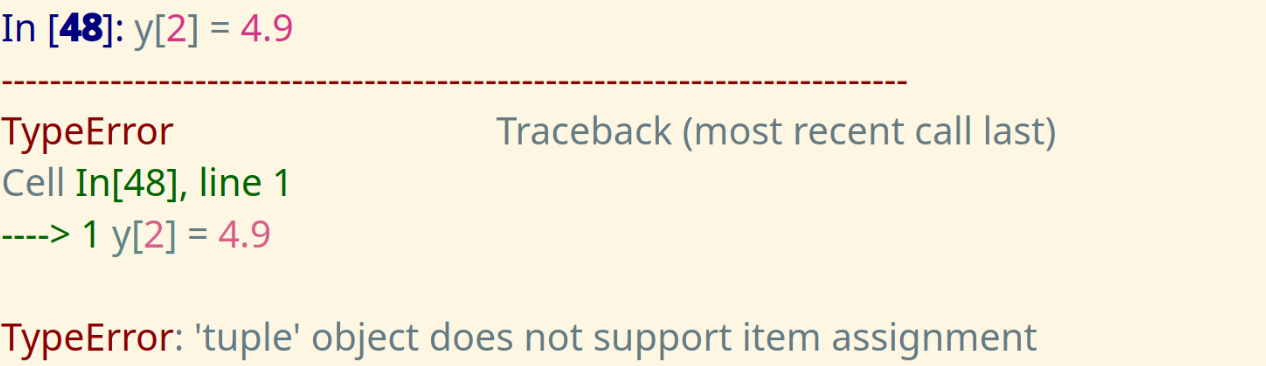 In [48]: y[2] = 4.9
---------------------------------------------------------------------------
TypeError                                 Traceback (most recent call last)
Cell In[48], line 1
----> 1 y[2] = 4.9

TypeError: 'tuple' object does not support item assignment